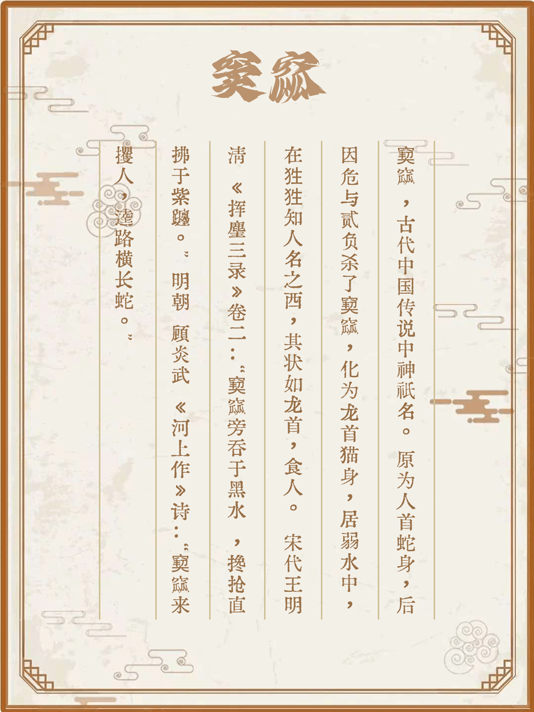 窫窳
窫窳，古代中国传说中神祇名。原为人首蛇身，后
因危与贰负杀了窫窳，化为龙首猫身，居弱水中，
在狌狌知人名之西，其状如龙首，食人。宋代王明
清《挥麈三录》卷二：“窫窳旁吞于黑水，搀抢直
拂于紫躔。”明朝 顾炎武《河上作》诗：“窫窳来
攫人，逵路横长蛇。”